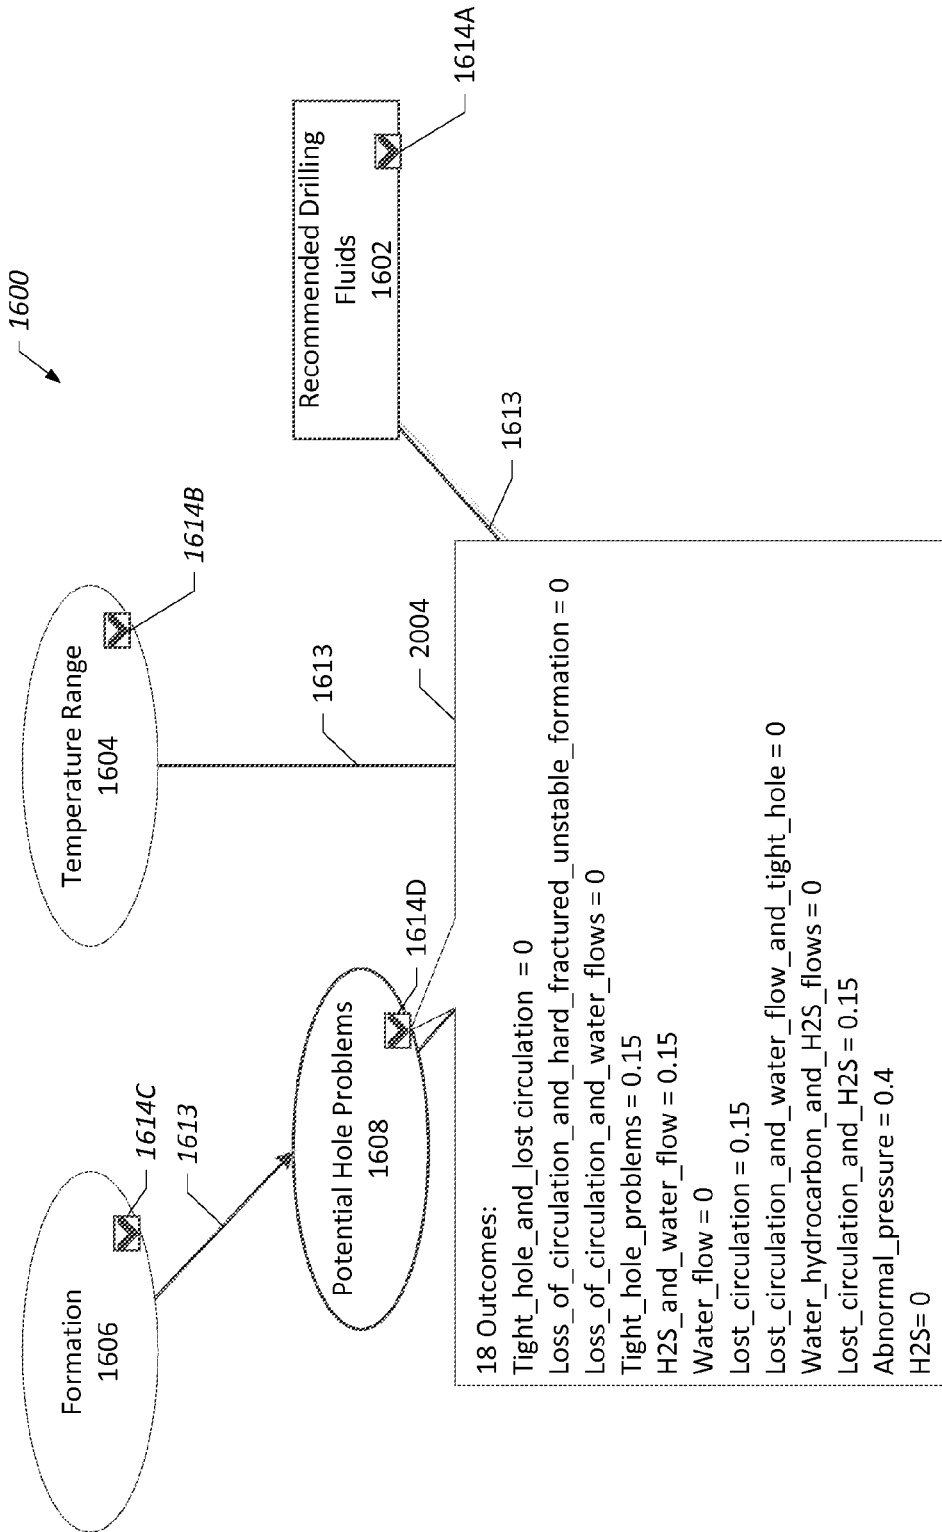 1600
Formation
1606
1614C
1613
Temperature Range
1604
1614B
Potential Hole Problems
1608
1614D
1613
2004
Recommended Drilling
Fluids
1602
1614A
1613
18 Outcomes:
Tight_hole_and_lost circulation = 0
Loss_of_circulation_and_hard_fractured_unstable_formation = 0
Loss_of_circulation_and_water_flows = 0
Tight_hole_problems = 0.15
H2S_and_water_flow = 0.15
Water_flow = 0
Lost_circulation = 0.15
Lost_circulation_and_water_flow_and_tight_hole = 0
Water_hydrocarbon_and_H2S_flows = 0
Lost_circulation_and_H2S = 0.15
Abnormal_pressure = 0.4
H2S= 0